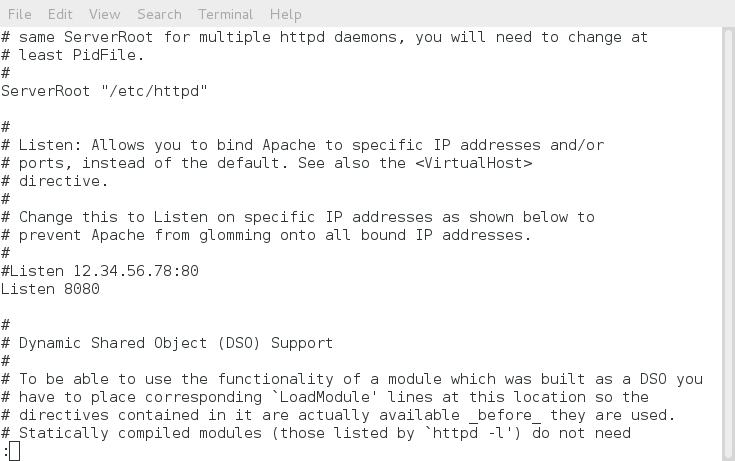 File Edit View Search Terminal Help
# same ServerRoot for multiple httpd daemons, you will need to change at
# least PidFile.
#
ServerRoot "/etc/httpd"

#
# Listen: Allows you to bind Apache to specific IP addresses and/or
# ports, instead of the default. See also the <VirtualHost>
# directive.
#
# Change this to Listen on specific IP addresses as shown below to
# prevent Apache from glomming onto all bound IP addresses.
#
#Listen 12.34.56.78:80
Listen 8080

#
# Dynamic Shared Object (DSO) Support
#
# To be able to use the functionality of a module which was built as a DSO you
# have to place corresponding `LoadModule' lines at this location so the
# directives contained in it are actually available _before_ they are used.
# Statically compiled modules (those listed by `httpd -l') do not need
: